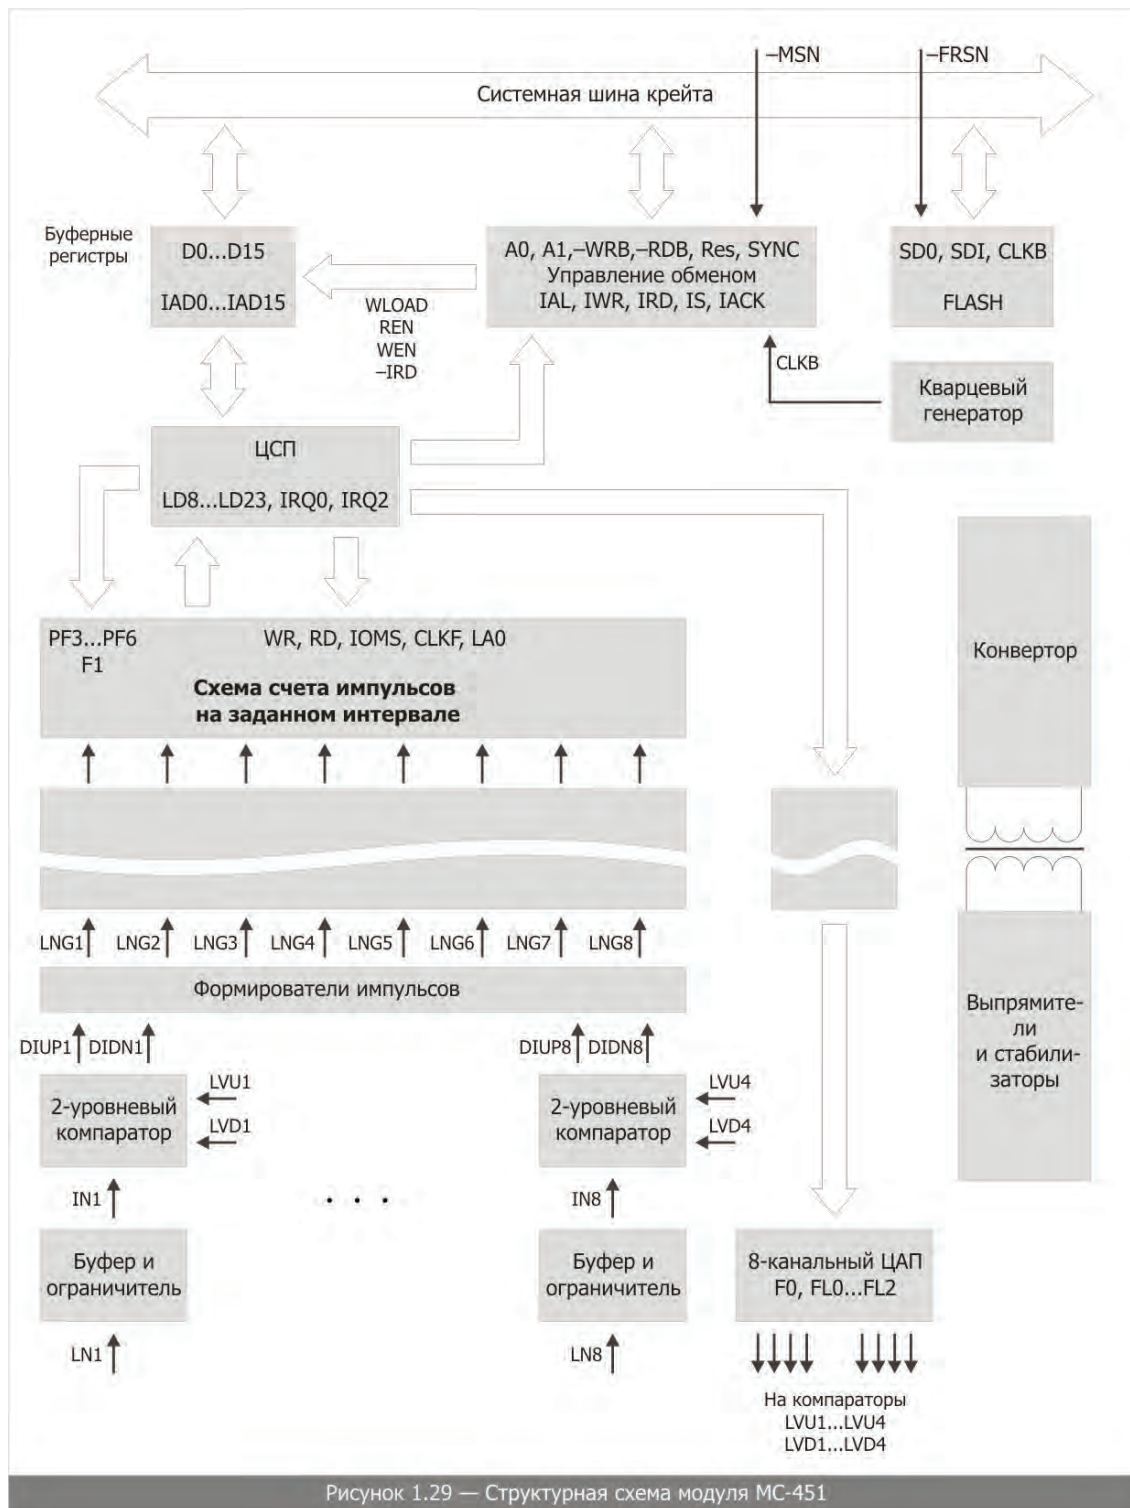 –MSN
–FRSN
Системная шина крейта
Буферные
регистры
D0...D15
IAD0...IAD15
WLOAD
REN
WEN
–IRD
A0, A1,–WRB,–RDB, Res, SYNC
Управление обменом
IAL, IWR, IRD, IS, IACK
SD0, SDI, CLKB
FLASH
CLKB
Кварцевый
генератор
ЦСП
LD8...LD23, IRQ0, IRQ2
PF3...PF6
F1
WR, RD, IOMS, CLKF, LA0
Схема счета импульсов
на заданном интервале
Конвертор
LNG1
LNG2
LNG3
LNG4
LNG5
LNG6
LNG7
LNG8
Формирователи импульсов
Выпрямите-
ли
и стабили-
заторы
DIUP1
DIDN1
DIUP8
DIDN8
2-уровневый
компаратор
LVU1
LVD1
2-уровневый
компаратор
LVU4
LVD4
IN1
. . .
IN8
Буфер и
ограничитель
Буфер и
ограничитель
8-канальный ЦАП
F0, FL0...FL2
LN1
LN8
На компараторы
LVU1...LVU4
LVD1...LVD4
Рисунок 1.29 — Структурная схема модуля МС-451